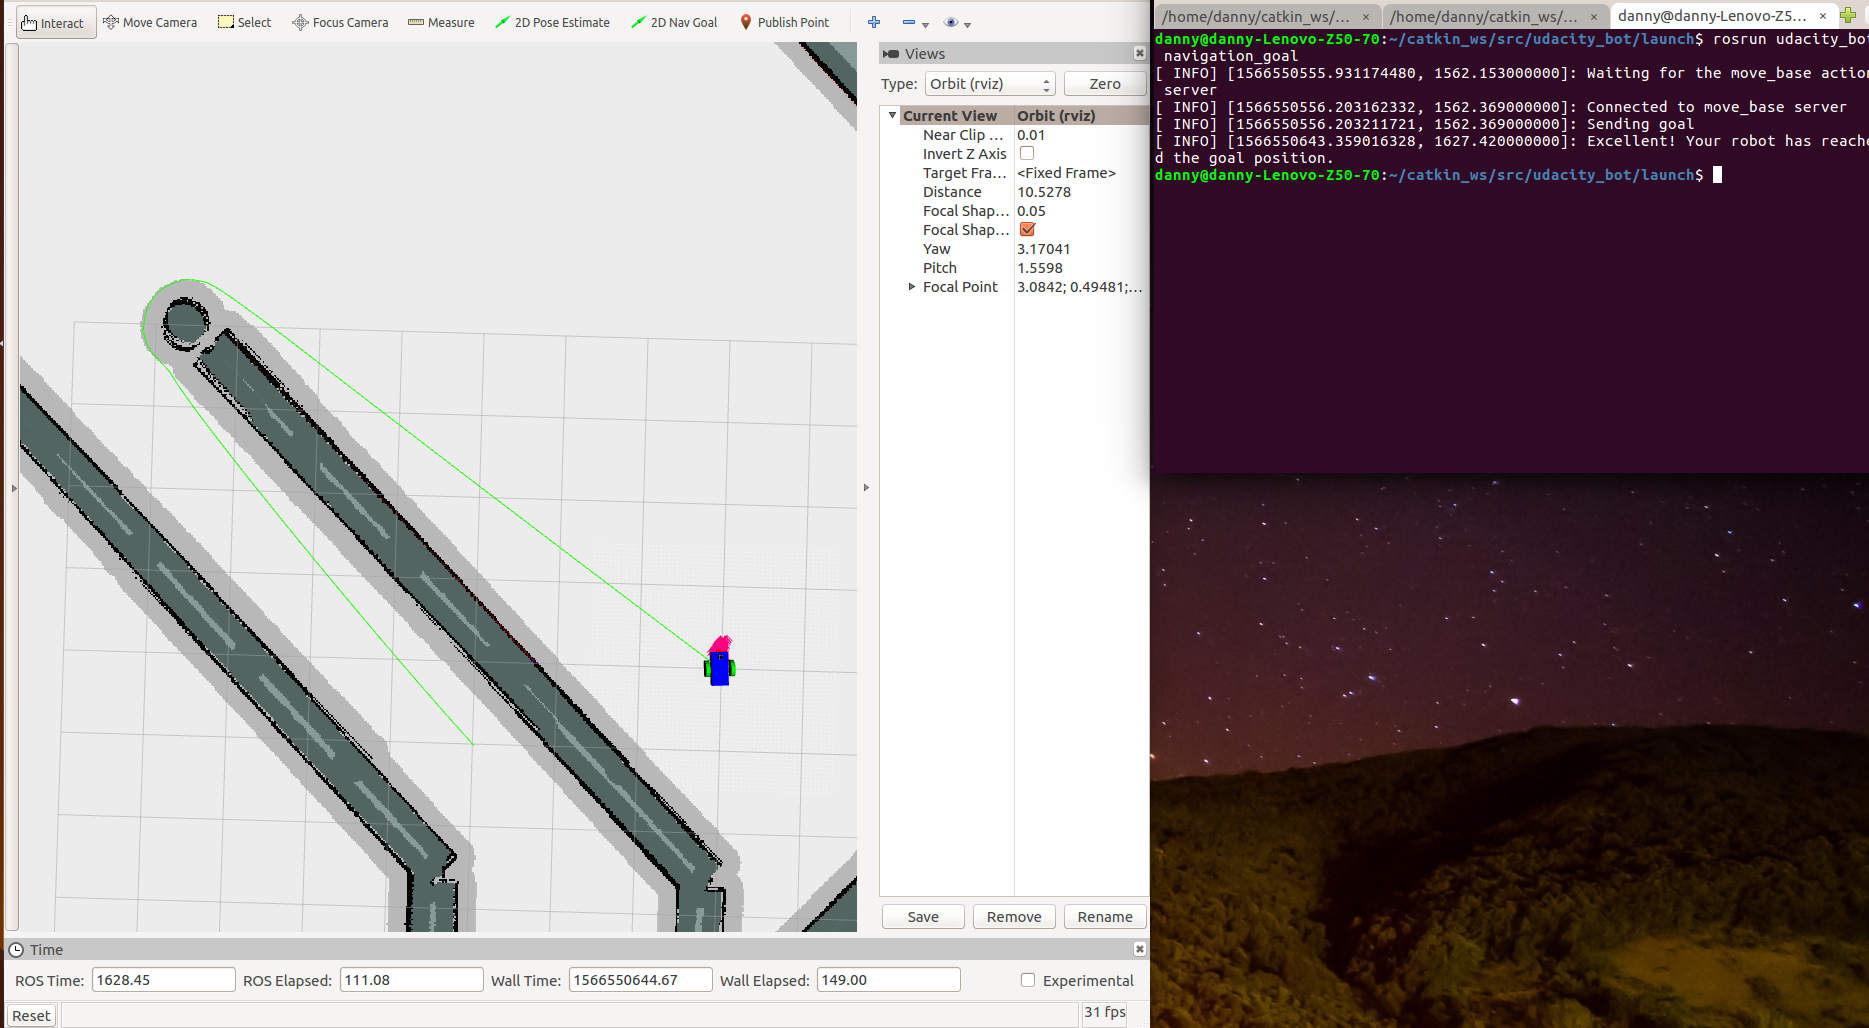 Interact Move Camera Select Focus Camera Measure 2D Pose Estimate 2D Nav Goal Publish Point
Views
Type: Orbit (rviz) Zero
Current View Orbit (rviz)
Near Clip ... 0.01
Invert Z Axis
Target Fra... <Fixed Frame>
Distance 10.5278
Focal Shap... 0.05
Focal Shap...
Yaw 3.17041
Pitch 1.5598
Focal Point 3.0842; 0.49481;...
Save Remove Rename
Time
ROS Time: 1628.45 ROS Elapsed: 111.08 Wall Time: 1566550644.67 Wall Elapsed: 149.00 Experimental
Reset 31 fps
/home/danny/catkin_ws/... × /home/danny/catkin_ws/... × danny@danny-Lenovo-Z5... ×
danny@danny-Lenovo-Z50-70:~/catkin_ws/src/udacity_bot/launch$ rosrun udacity_bot
navigation_goal
[ INFO] [1566550555.931174480, 1562.153000000]: Waiting for the move_base action
server
[ INFO] [1566550556.203162332, 1562.369000000]: Connected to move_base server
[ INFO] [1566550556.203211721, 1562.369000000]: Sending goal
[ INFO] [1566550643.359016328, 1627.420000000]: Excellent! Your robot has reache
d the goal position.
danny@danny-Lenovo-Z50-70:~/catkin_ws/src/udacity_bot/launch$